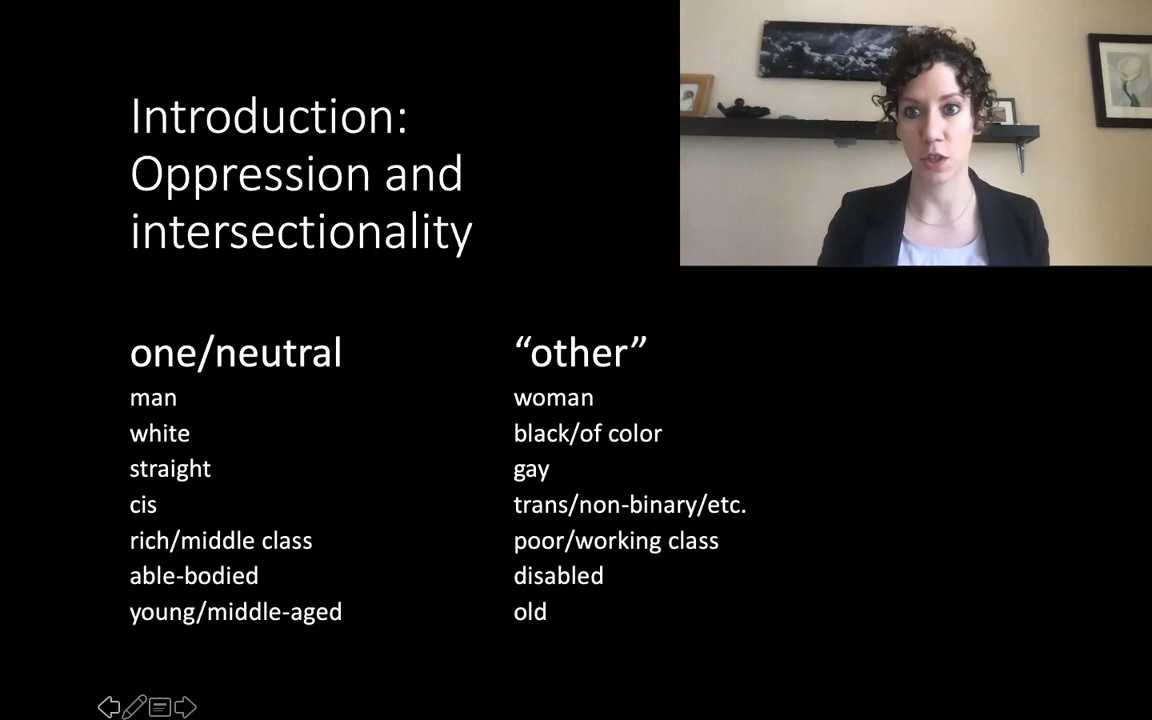 Introduction:
Oppression and
intersectionality
one/neutral
man
white
straight
cis
rich/middle class
able-bodied
young/middle-aged
“other”
woman
black/of color
gay
trans/non-binary/etc.
poor/working class
disabled
old